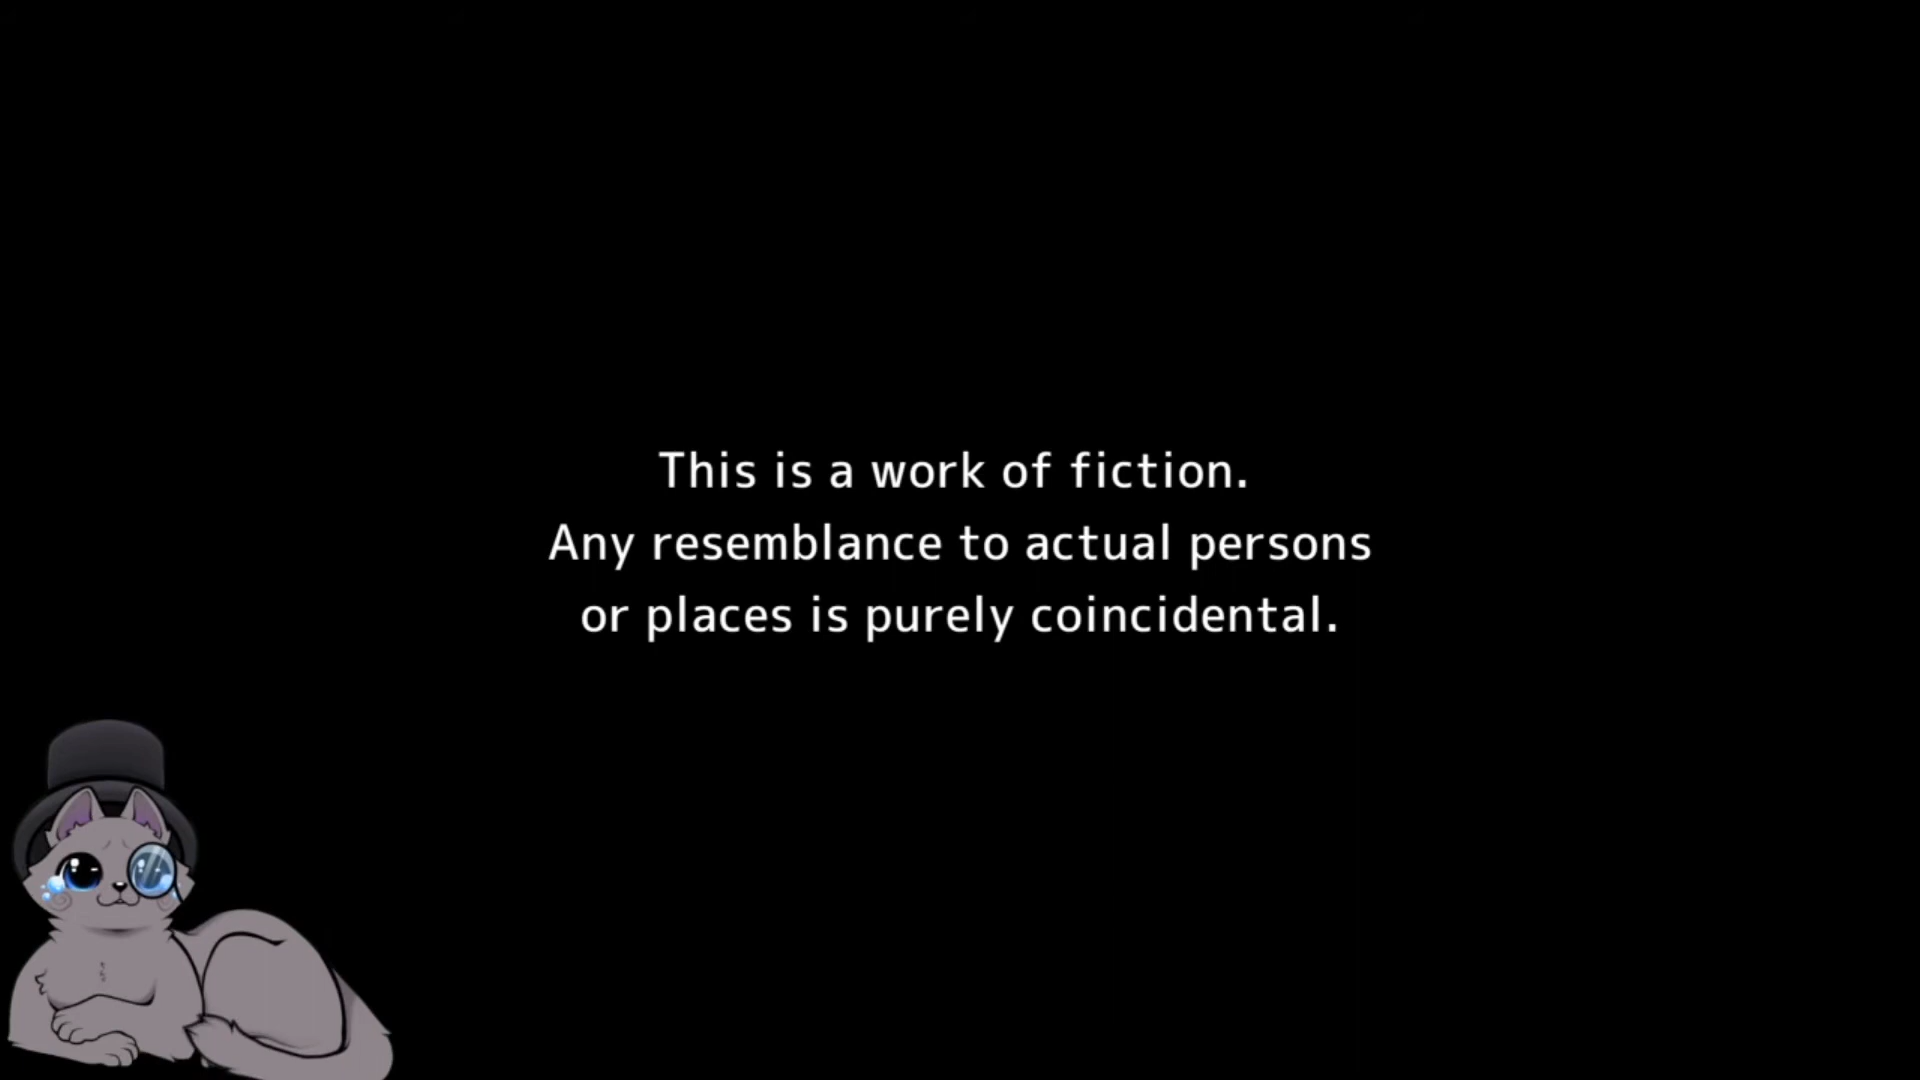 This is a work of fiction.
Any resemblance to actual persons
or places is purely coincidental.